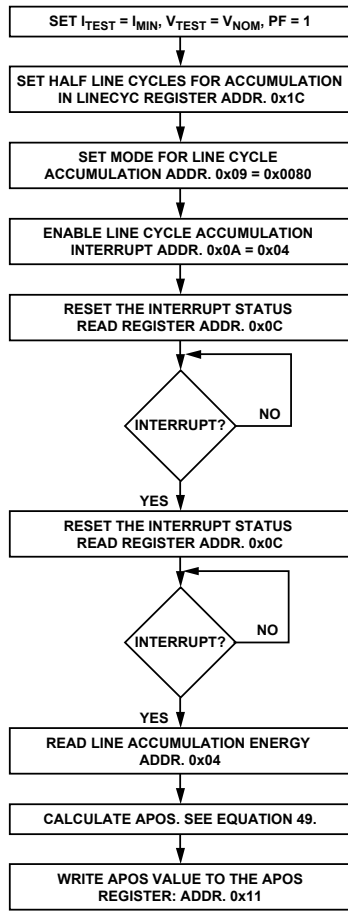 SET ITEST = IMIN, VTEST = VNOM, PF = 1
SET HALF LINE CYCLES FOR ACCUMULATION
IN LINECYC REGISTER ADDR. 0x1C
SET MODE FOR LINE CYCLE
ACCUMULATION ADDR. 0x09 = 0x0080
ENABLE LINE CYCLE ACCUMULATION
INTERRUPT ADDR. 0x0A = 0x04
RESET THE INTERRUPT STATUS
READ REGISTER ADDR. 0x0C
INTERRUPT?
NO
YES
RESET THE INTERRUPT STATUS
READ REGISTER ADDR. 0x0C
INTERRUPT?
NO
YES
READ LINE ACCUMULATION ENERGY
ADDR. 0x04
CALCULATE APOS. SEE EQUATION 49.
WRITE APOS VALUE TO THE APOS
REGISTER: ADDR. 0x11